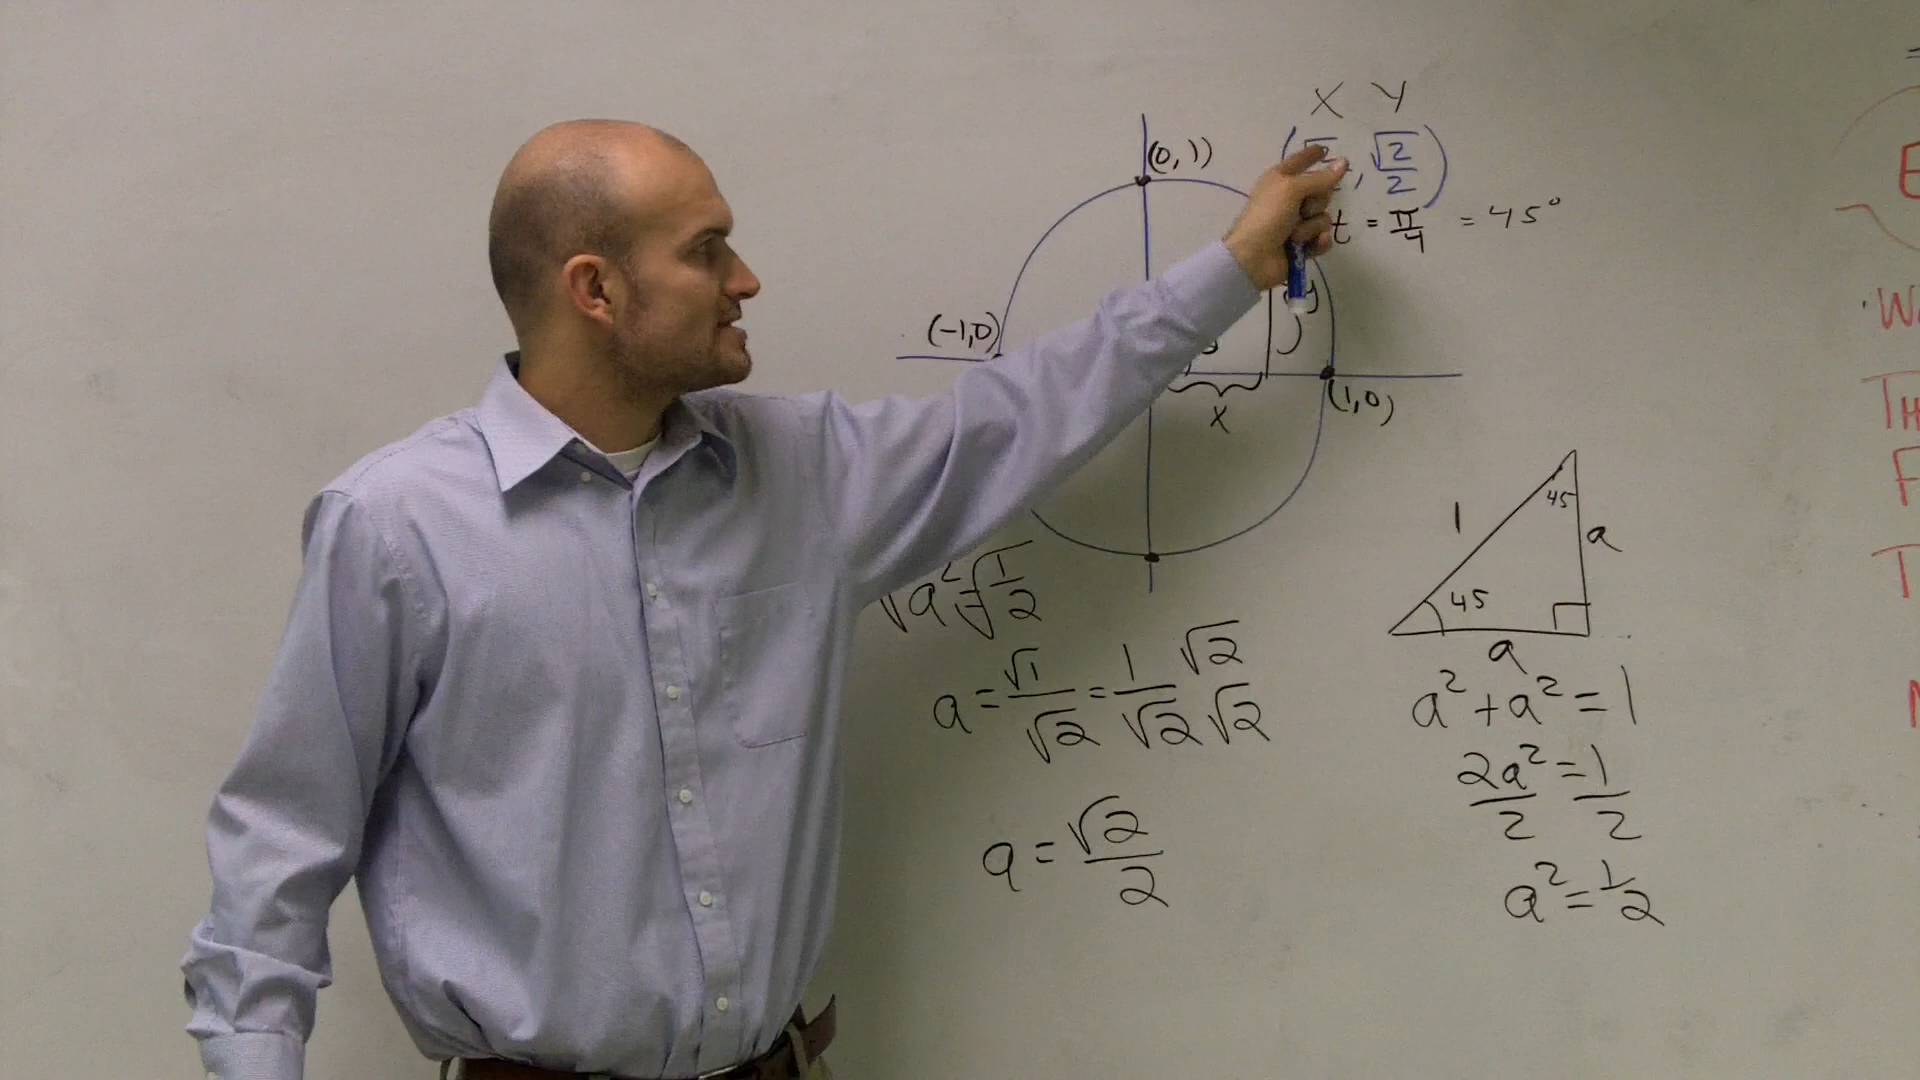 X Y
(0, 1)
(√2/2, √2/2)
t = π/4 = 45°
(-1,0)
y
x
(1,0)
45
1
a
45
a
√a² = √1/2
a = √1/√2 = 1/√2 √2/√2
a = √2/2
a² + a² = 1
2a²/2 = 1/2
a² = 1/2